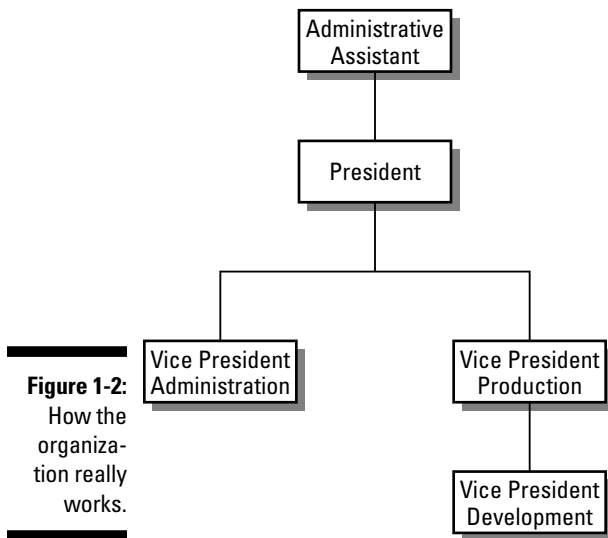 Administrative
Assistant
President
Vice President
Administration
Vice President
Production
Vice President
Development
Figure 1-2:
How the
organiza-
tion really
works.